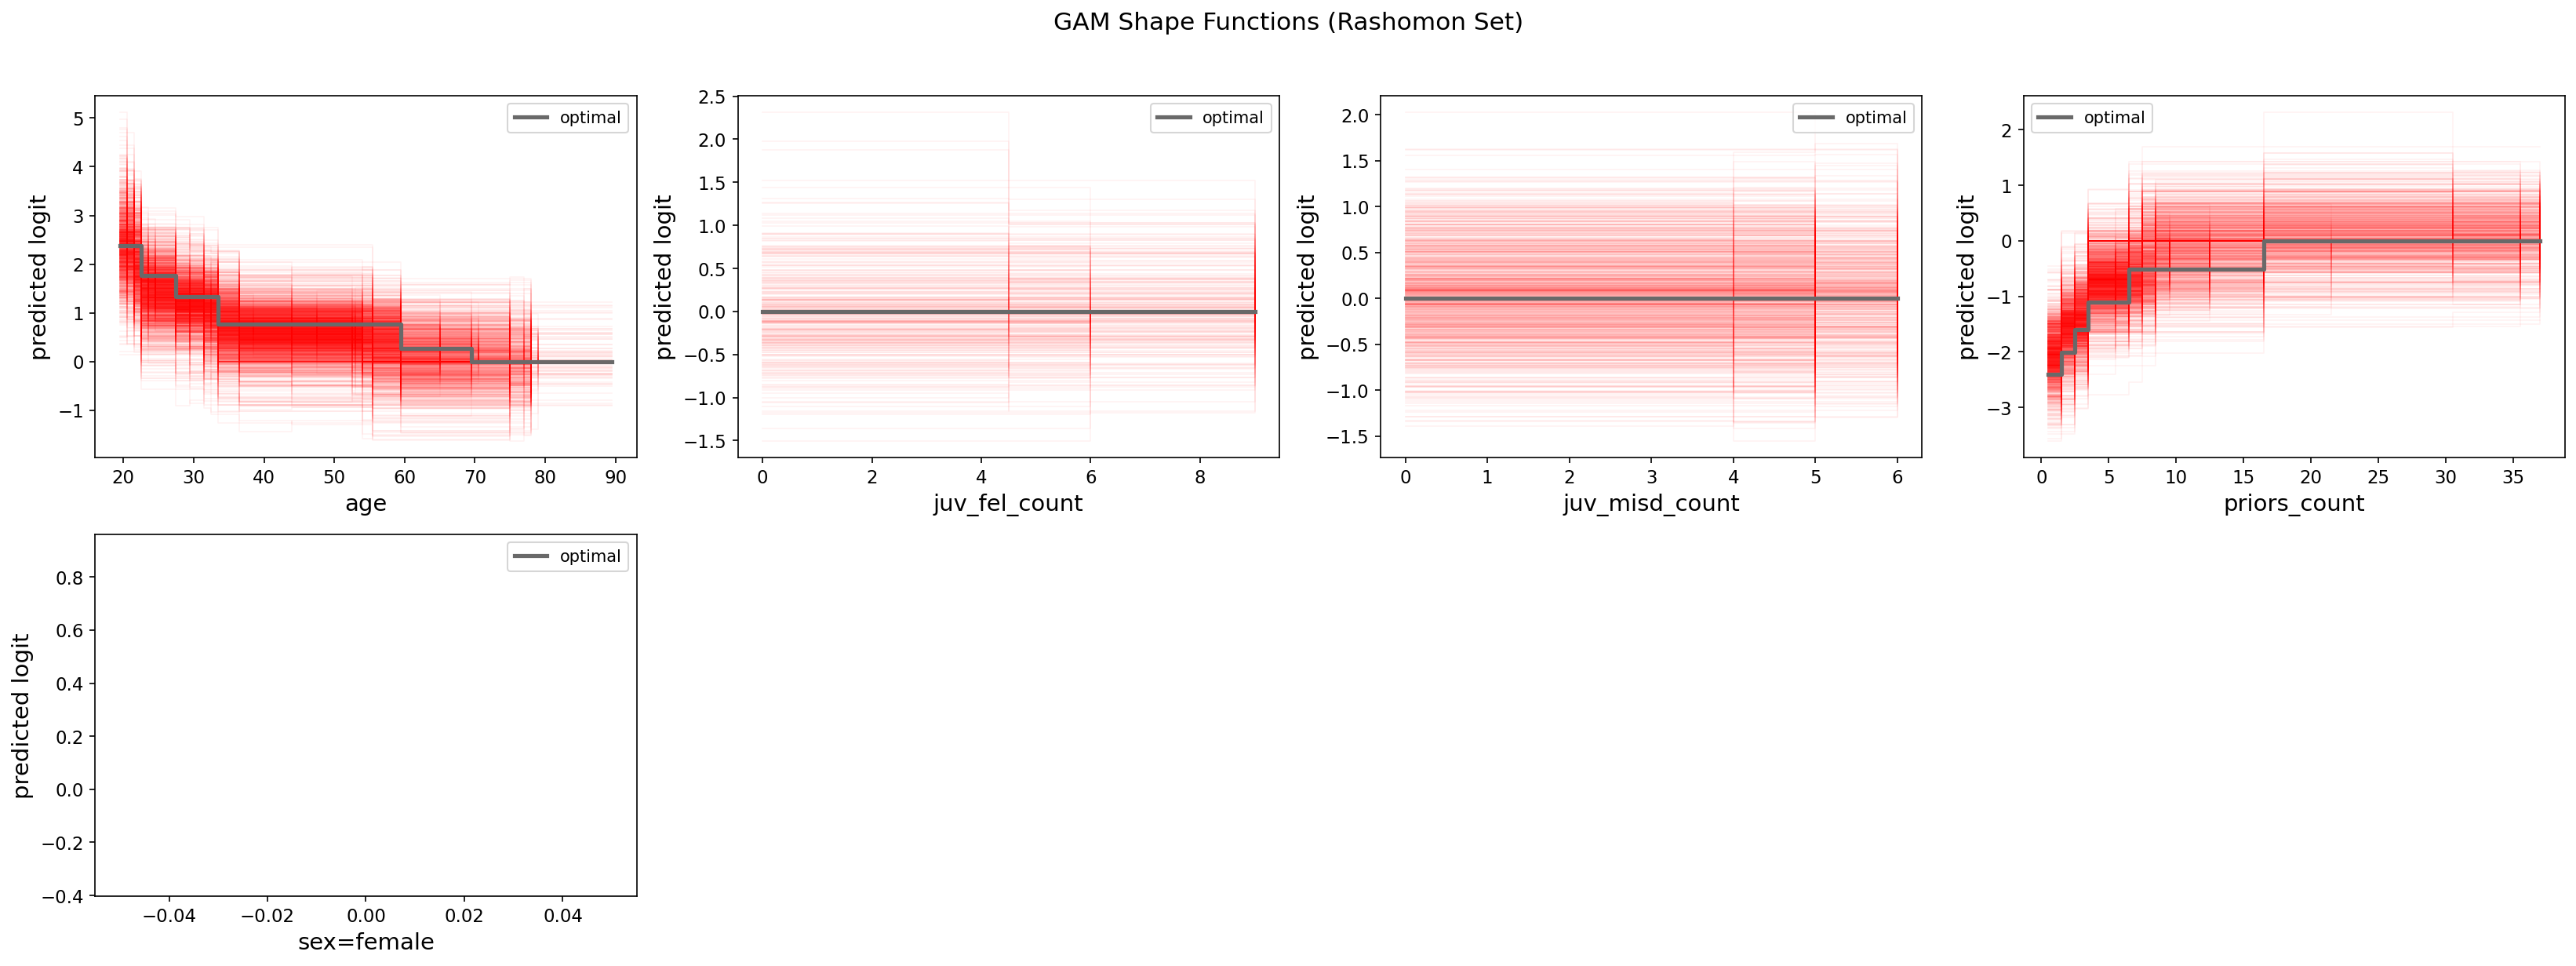 GAM Shape Functions (Rashomon Set)
predicted logit
5
4
3
2
1
0
−1
optimal
20 30 40 50 60 70 80 90
age
predicted logit
2.5
2.0
1.5
1.0
0.5
0.0
−0.5
−1.0
−1.5
optimal
0 2 4 6 8
juv_fel_count
predicted logit
2.0
1.5
1.0
0.5
0.0
−0.5
−1.0
−1.5
optimal
0 1 2 3 4 5 6
juv_misd_count
predicted logit
2
1
0
−1
−2
−3
optimal
0 5 10 15 20 25 30 35
priors_count
predicted logit
0.8
0.6
0.4
0.2
0.0
−0.2
−0.4
optimal
−0.04 −0.02 0.00 0.02 0.04
sex=female